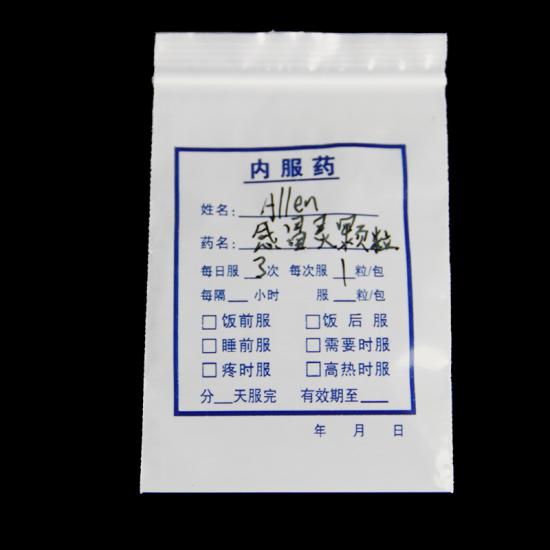 内服药
姓名: Allen
药名: 感冒灵颗粒
每日服 3 次 每次服 1 粒/包
每隔___小时 服___粒/包
□饭前服 □饭后服
□睡前服 □需要时服
□疼时服 □高热时服
分__天服完 有效期至___
年 月 日